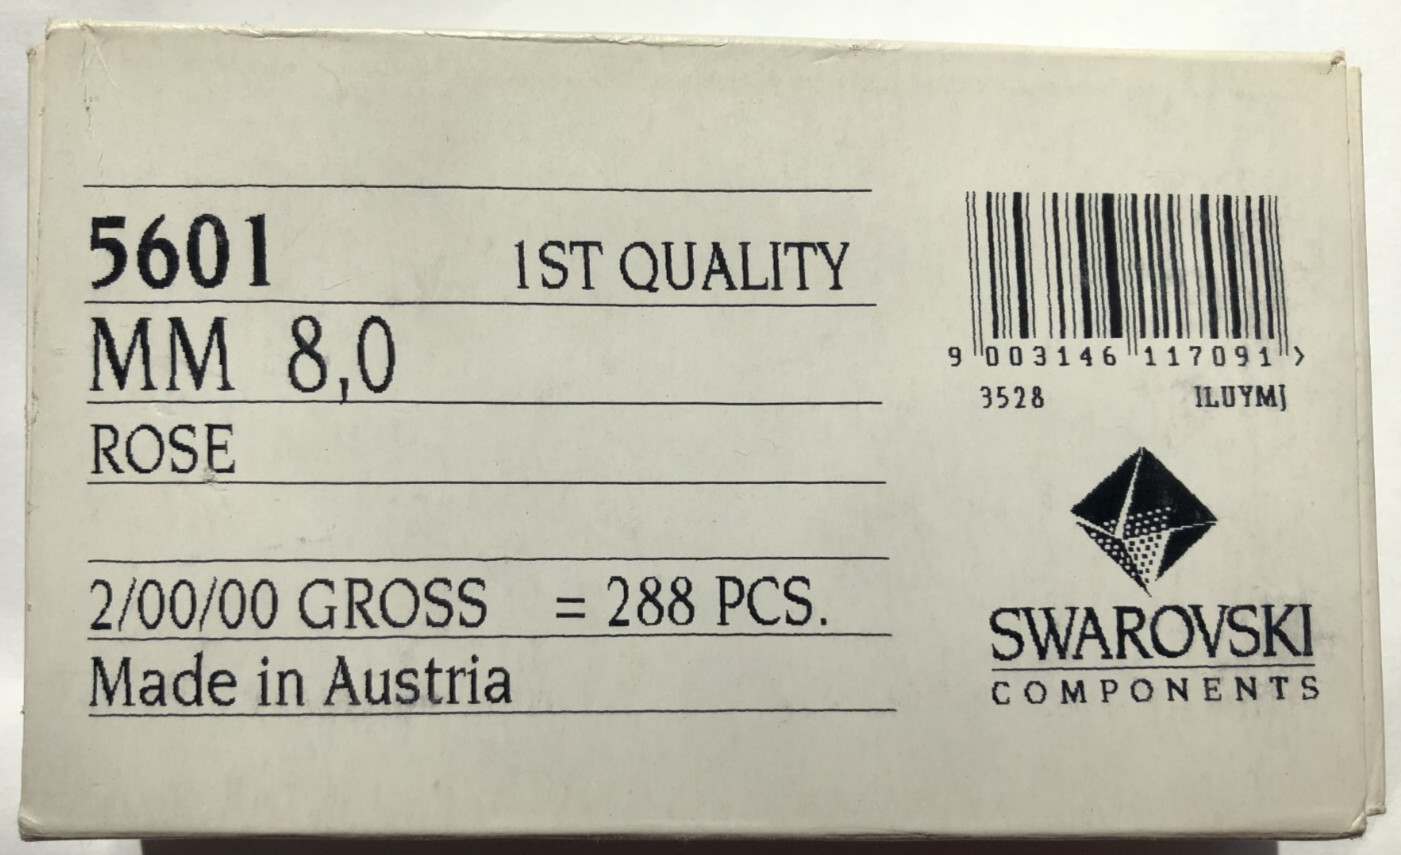 5601 1ST QUALITY
MM 8,0
ROSE
2/00/00 GROSS = 288 PCS.
Made in Austria
9 003146 117091 >
3528 ILUYMJ
SWAROVSKI
COMPONENTS